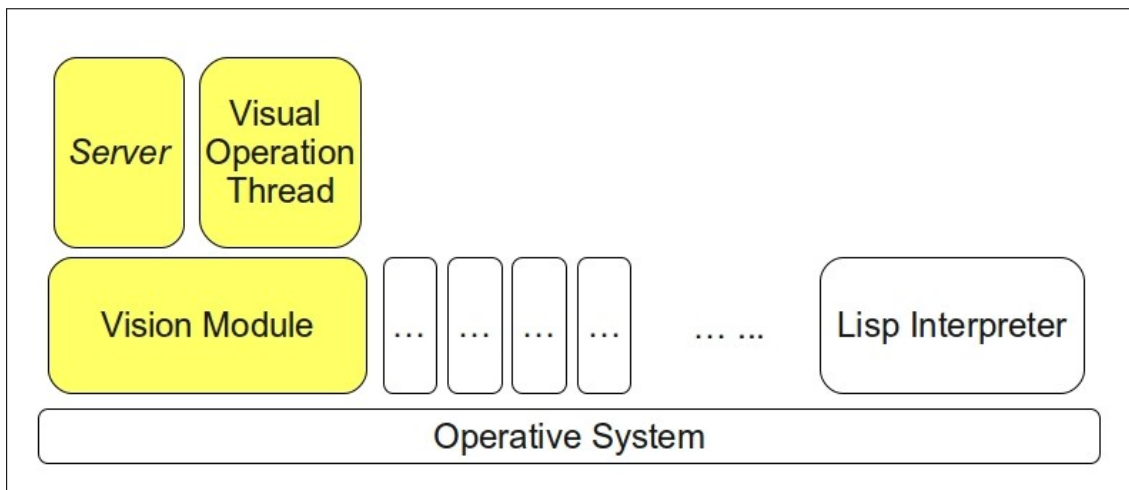 Server
Visual
Operation
Thread
Vision Module
...
...
...
...
... ...
Lisp Interpreter
Operative System